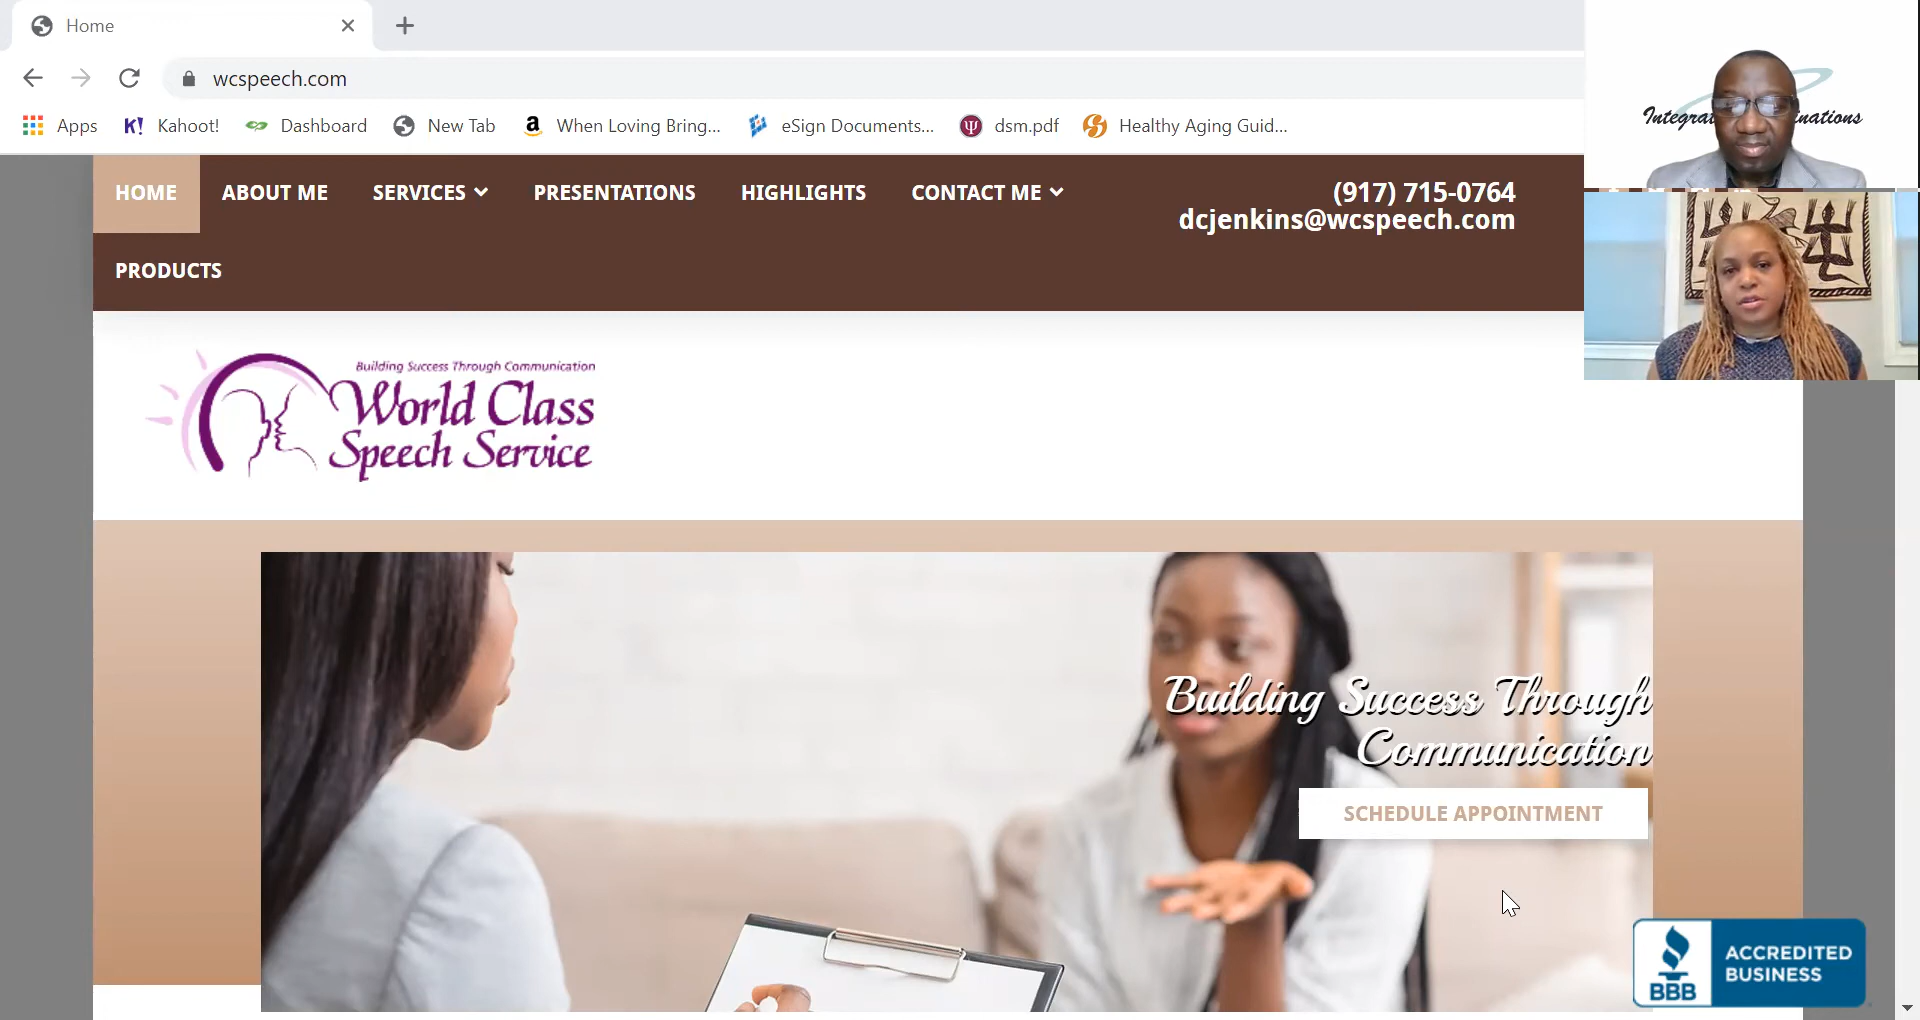 Home
wcspeech.com
Apps
Kahoot!
Dashboard
New Tab
When Loving Bring...
eSign Documents...
dsm.pdf
Healthy Aging Guid...
HOME
ABOUT ME
SERVICES
PRESENTATIONS
HIGHLIGHTS
CONTACT ME
PRODUCTS
(917) 715-0764
dcjenkins@wcspeech.com
Building Success Through Communication
World Class
Speech Service
Building Success Through
Communication
SCHEDULE APPOINTMENT
BBB
ACCREDITED
BUSINESS